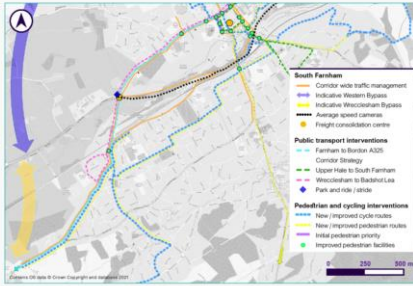 South Farnham
Corridor wide traffic management
Indicative Western Bypass
Indicative Wrecclesham Bypass
Average speed cameras
Freight consolidation centre
Public transport interventions
Farnham to Bordon A325
Corridor Strategy
Upper Hale to South Farnham
Wrecclesham to Badshot Lea
Park and ride / stride
Pedestrian and cycling interventions
New / improved cycle routes
New / improved pedestrian routes
Initial pedestrian priority
Improved pedestrian facilities
0 250 500 m
Contains OS data © Crown Copyright and database 2021